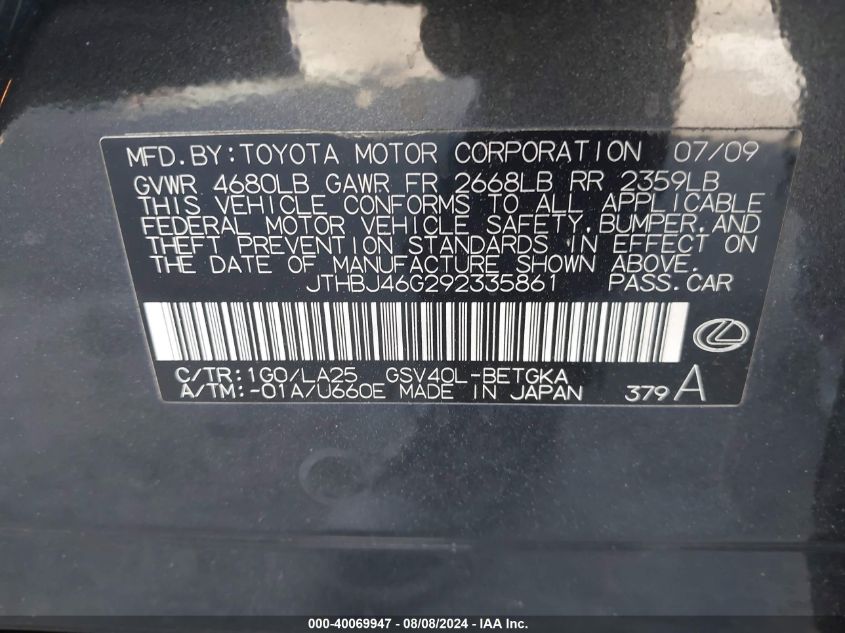 MFD.BY:TOYOTA MOTOR CORPORATION 07/09
GVWR 4680LB GAWR FR 2668LB RR 2359LB
THIS VEHICLE CONFORMS TO ALL APPLICABLE
FEDERAL MOTOR VEHICLE SAFETY,BUMPER,AND
THEFT PREVENTION STANDARDS IN EFFECT ON
THE DATE OF MANUFACTURE SHOWN ABOVE.
JTHBJ46G292335861 PASS.CAR
C/TR:1G0/LA25 GSV40L-BETGKA
A/TM:-01A/U660E MADE IN JAPAN 379 A
000-40069947 - 08/08/2024 - IAA Inc.